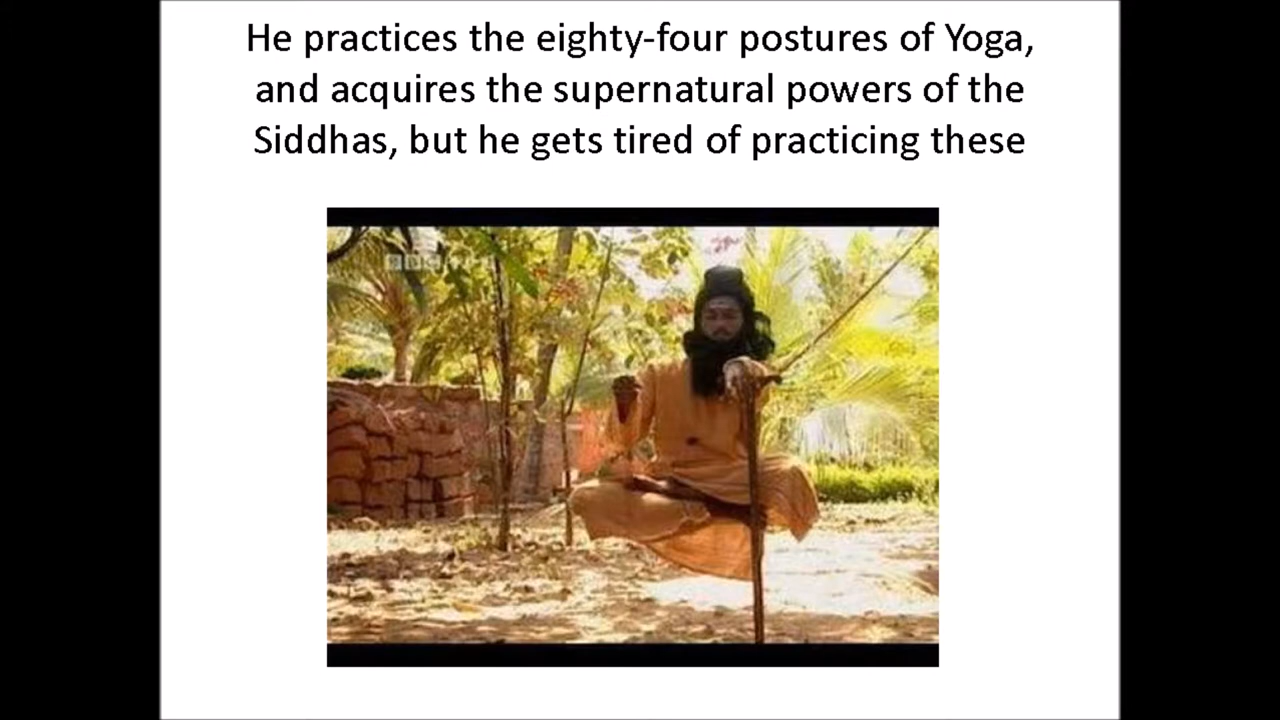 He practices the eighty-four postures of Yoga,
and acquires the supernatural powers of the
Siddhas, but he gets tired of practicing these